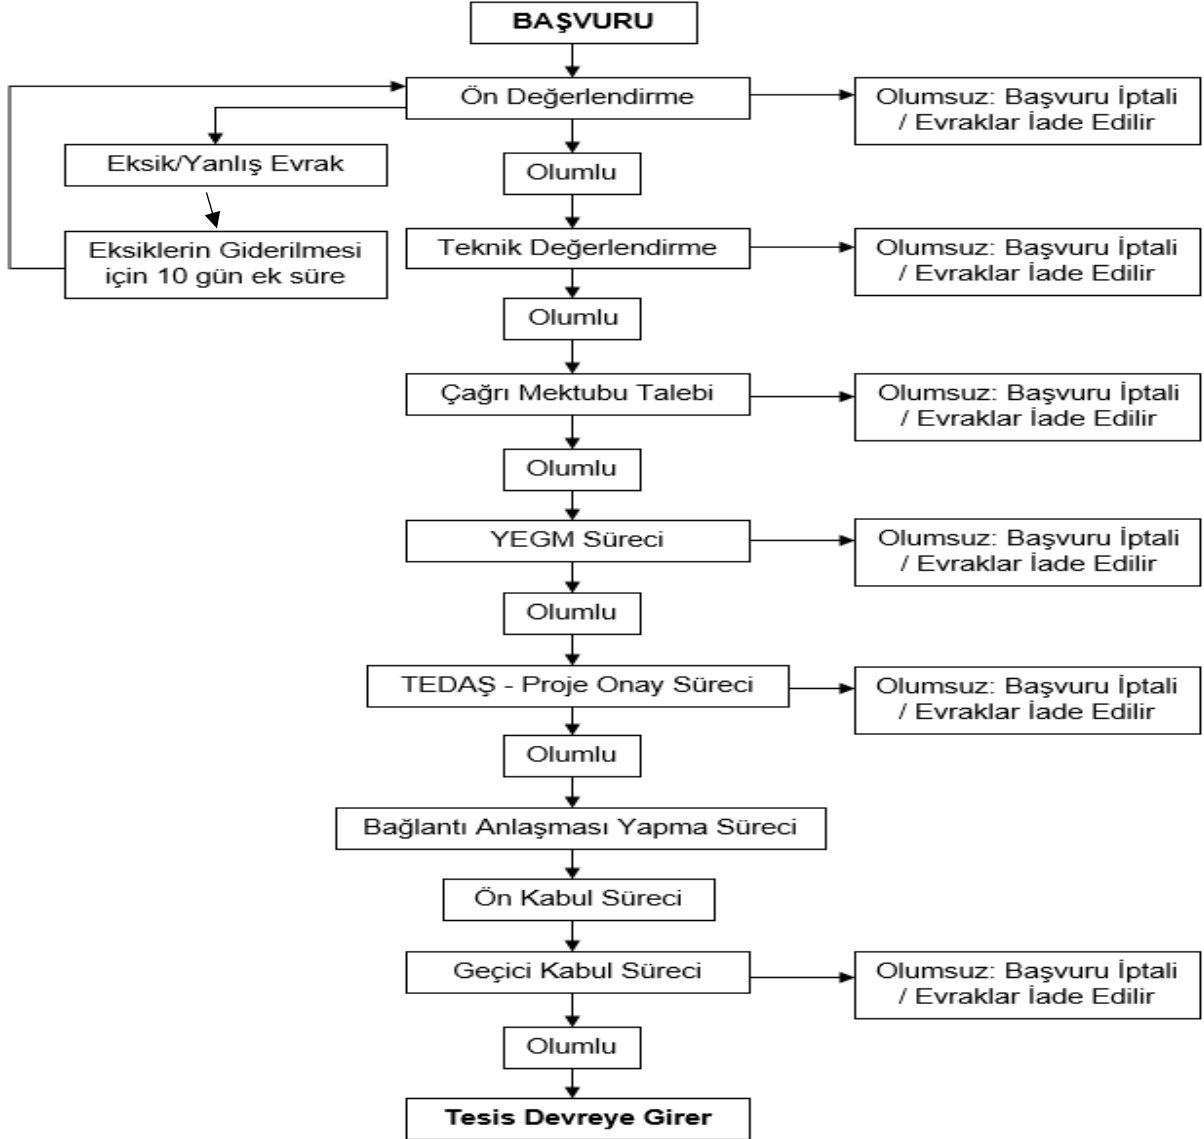 BAŞVURU
Ön Değerlendirme
Olumsuz: Başvuru İptali
/ Evraklar İade Edilir
Eksik/Yanlış Evrak
Olumlu
Eksiklerin Giderilmesi
için 10 gün ek süre
Teknik Değerlendirme
Olumsuz: Başvuru İptali
/ Evraklar İade Edilir
Olumlu
Çağrı Mektubu Talebi
Olumsuz: Başvuru İptali
/ Evraklar İade Edilir
Olumlu
YEGM Süreci
Olumsuz: Başvuru İptali
/ Evraklar İade Edilir
Olumlu
TEDAŞ - Proje Onay Süreci
Olumsuz: Başvuru İptali
/ Evraklar İade Edilir
Olumlu
Bağlantı Anlaşması Yapma Süreci
Ön Kabul Süreci
Geçici Kabul Süreci
Olumsuz: Başvuru İptali
/ Evraklar İade Edilir
Olumlu
Tesis Devreye Girer